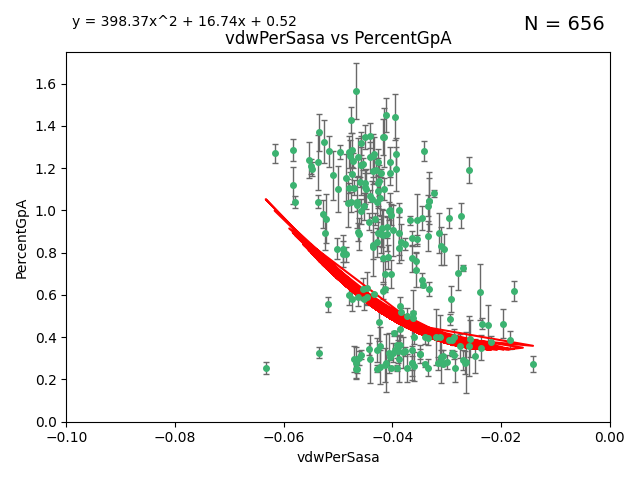 y = 398.37x^2 + 16.74x + 0.52
N = 656
vdwPerSasa vs PercentGpA
PercentGpA
1.6
1.4
1.2
1.0
0.8
0.6
0.4
0.2
0.0
−0.10 −0.08 −0.06 −0.04 −0.02 0.00
vdwPerSasa